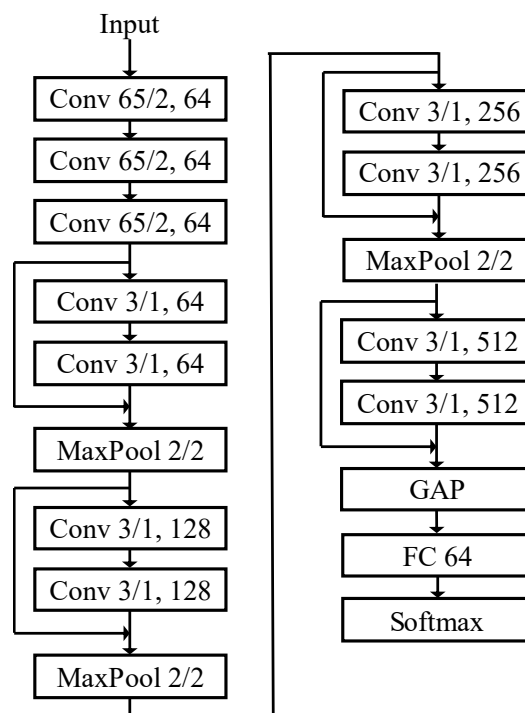 Input
Conv 65/2, 64
Conv 65/2, 64
Conv 65/2, 64
Conv 3/1, 64
Conv 3/1, 64
MaxPool 2/2
Conv 3/1, 128
Conv 3/1, 128
MaxPool 2/2
Conv 3/1, 256
Conv 3/1, 256
MaxPool 2/2
Conv 3/1, 512
Conv 3/1, 512
GAP
FC 64
Softmax